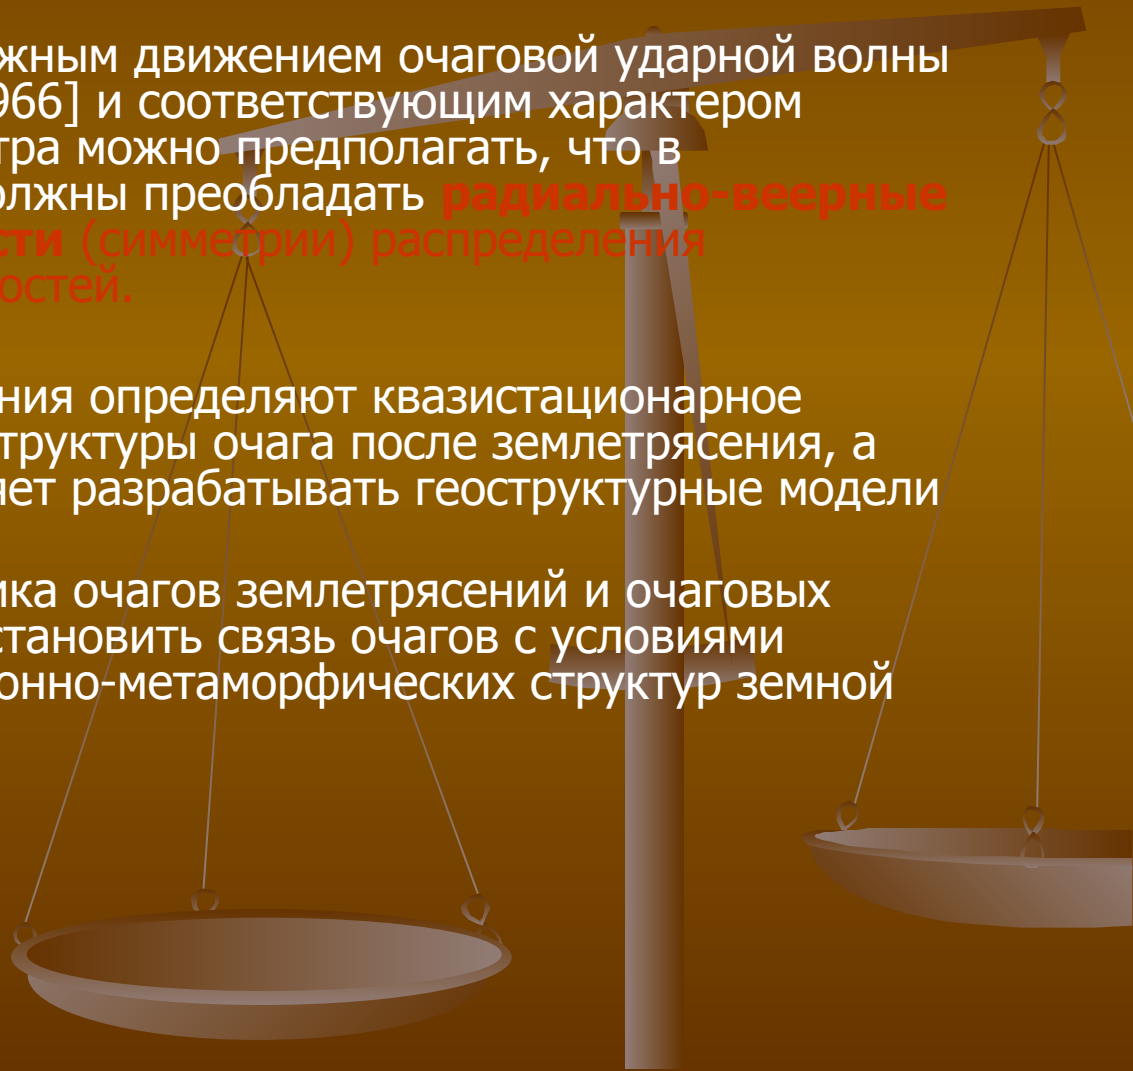 жным движением очаговой ударной волны
966] и соответствующим характером
тра можно предполагать, что в
олжны преобладать радиально-веерные
сти (симметрии) распределения
остей.
ния определяют квазистационарное
труктуры очага после землетрясения, а
яет разрабатывать геоструктурные модели
ика очагов землетрясений и очаговых
становить связь очагов с условиями
онно-метаморфических структур земной